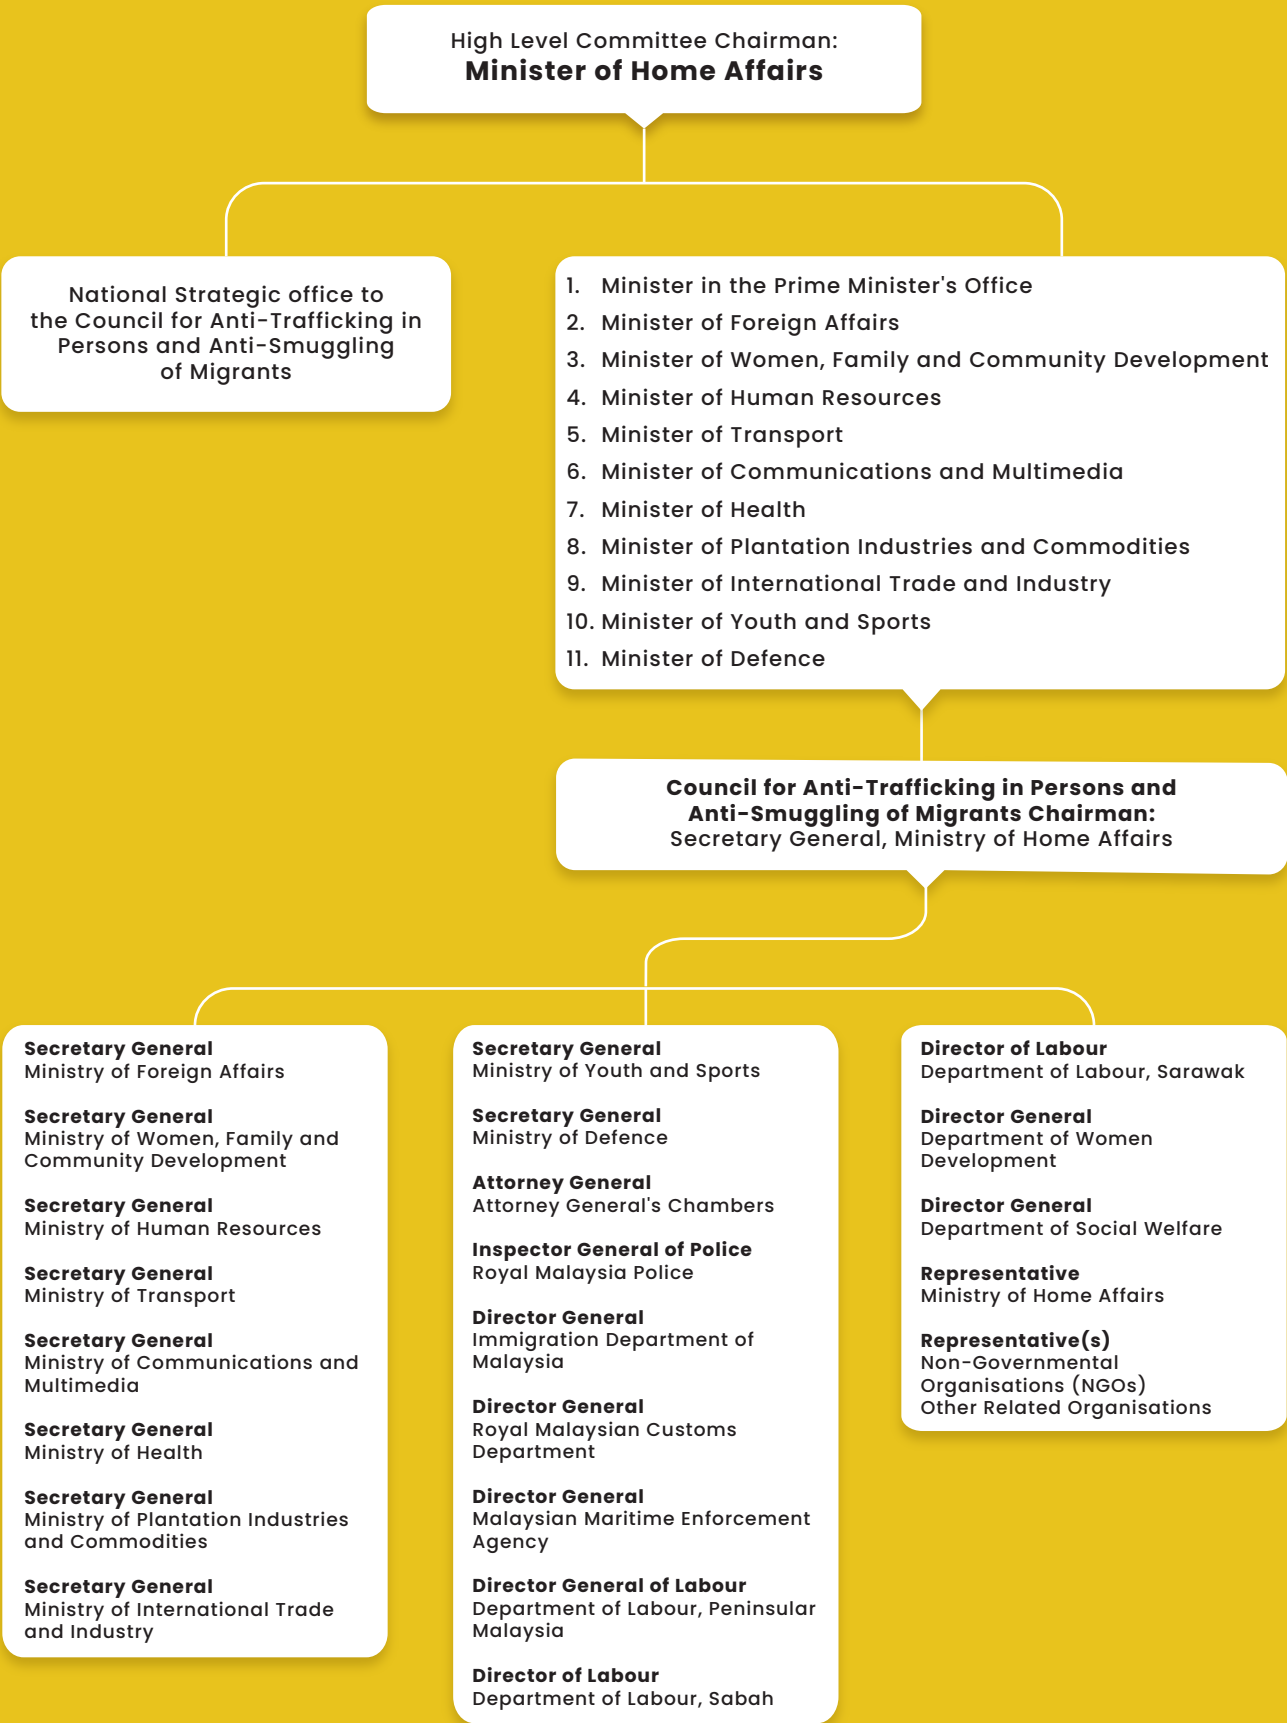 High Level Committee Chairman:
Minister of Home Affairs
National Strategic office to
the Council for Anti-Trafficking in
Persons and Anti-Smuggling
of Migrants
1. Minister in the Prime Minister's Office
2. Minister of Foreign Affairs
3. Minister of Women, Family and Community Development
4. Minister of Human Resources
5. Minister of Transport
6. Minister of Communications and Multimedia
7. Minister of Health
8. Minister of Plantation Industries and Commodities
9. Minister of International Trade and Industry
10. Minister of Youth and Sports
11. Minister of Defence
Council for Anti-Trafficking in Persons and
Anti-Smuggling of Migrants Chairman:
Secretary General, Ministry of Home Affairs
Secretary General
Ministry of Foreign Affairs
Secretary General
Ministry of Women, Family and
Community Development
Secretary General
Ministry of Human Resources
Secretary General
Ministry of Transport
Secretary General
Ministry of Communications and
Multimedia
Secretary General
Ministry of Health
Secretary General
Ministry of Plantation Industries
and Commodities
Secretary General
Ministry of International Trade
and Industry
Secretary General
Ministry of Youth and Sports
Secretary General
Ministry of Defence
Attorney General
Attorney General's Chambers
Inspector General of Police
Royal Malaysia Police
Director General
Immigration Department of
Malaysia
Director General
Royal Malaysian Customs
Department
Director General
Malaysian Maritime Enforcement
Agency
Director General of Labour
Department of Labour, Peninsular
Malaysia
Director of Labour
Department of Labour, Sabah
Director of Labour
Department of Labour, Sarawak
Director General
Department of Women
Development
Director General
Department of Social Welfare
Representative
Ministry of Home Affairs
Representative(s)
Non-Governmental
Organisations (NGOs)
Other Related Organisations